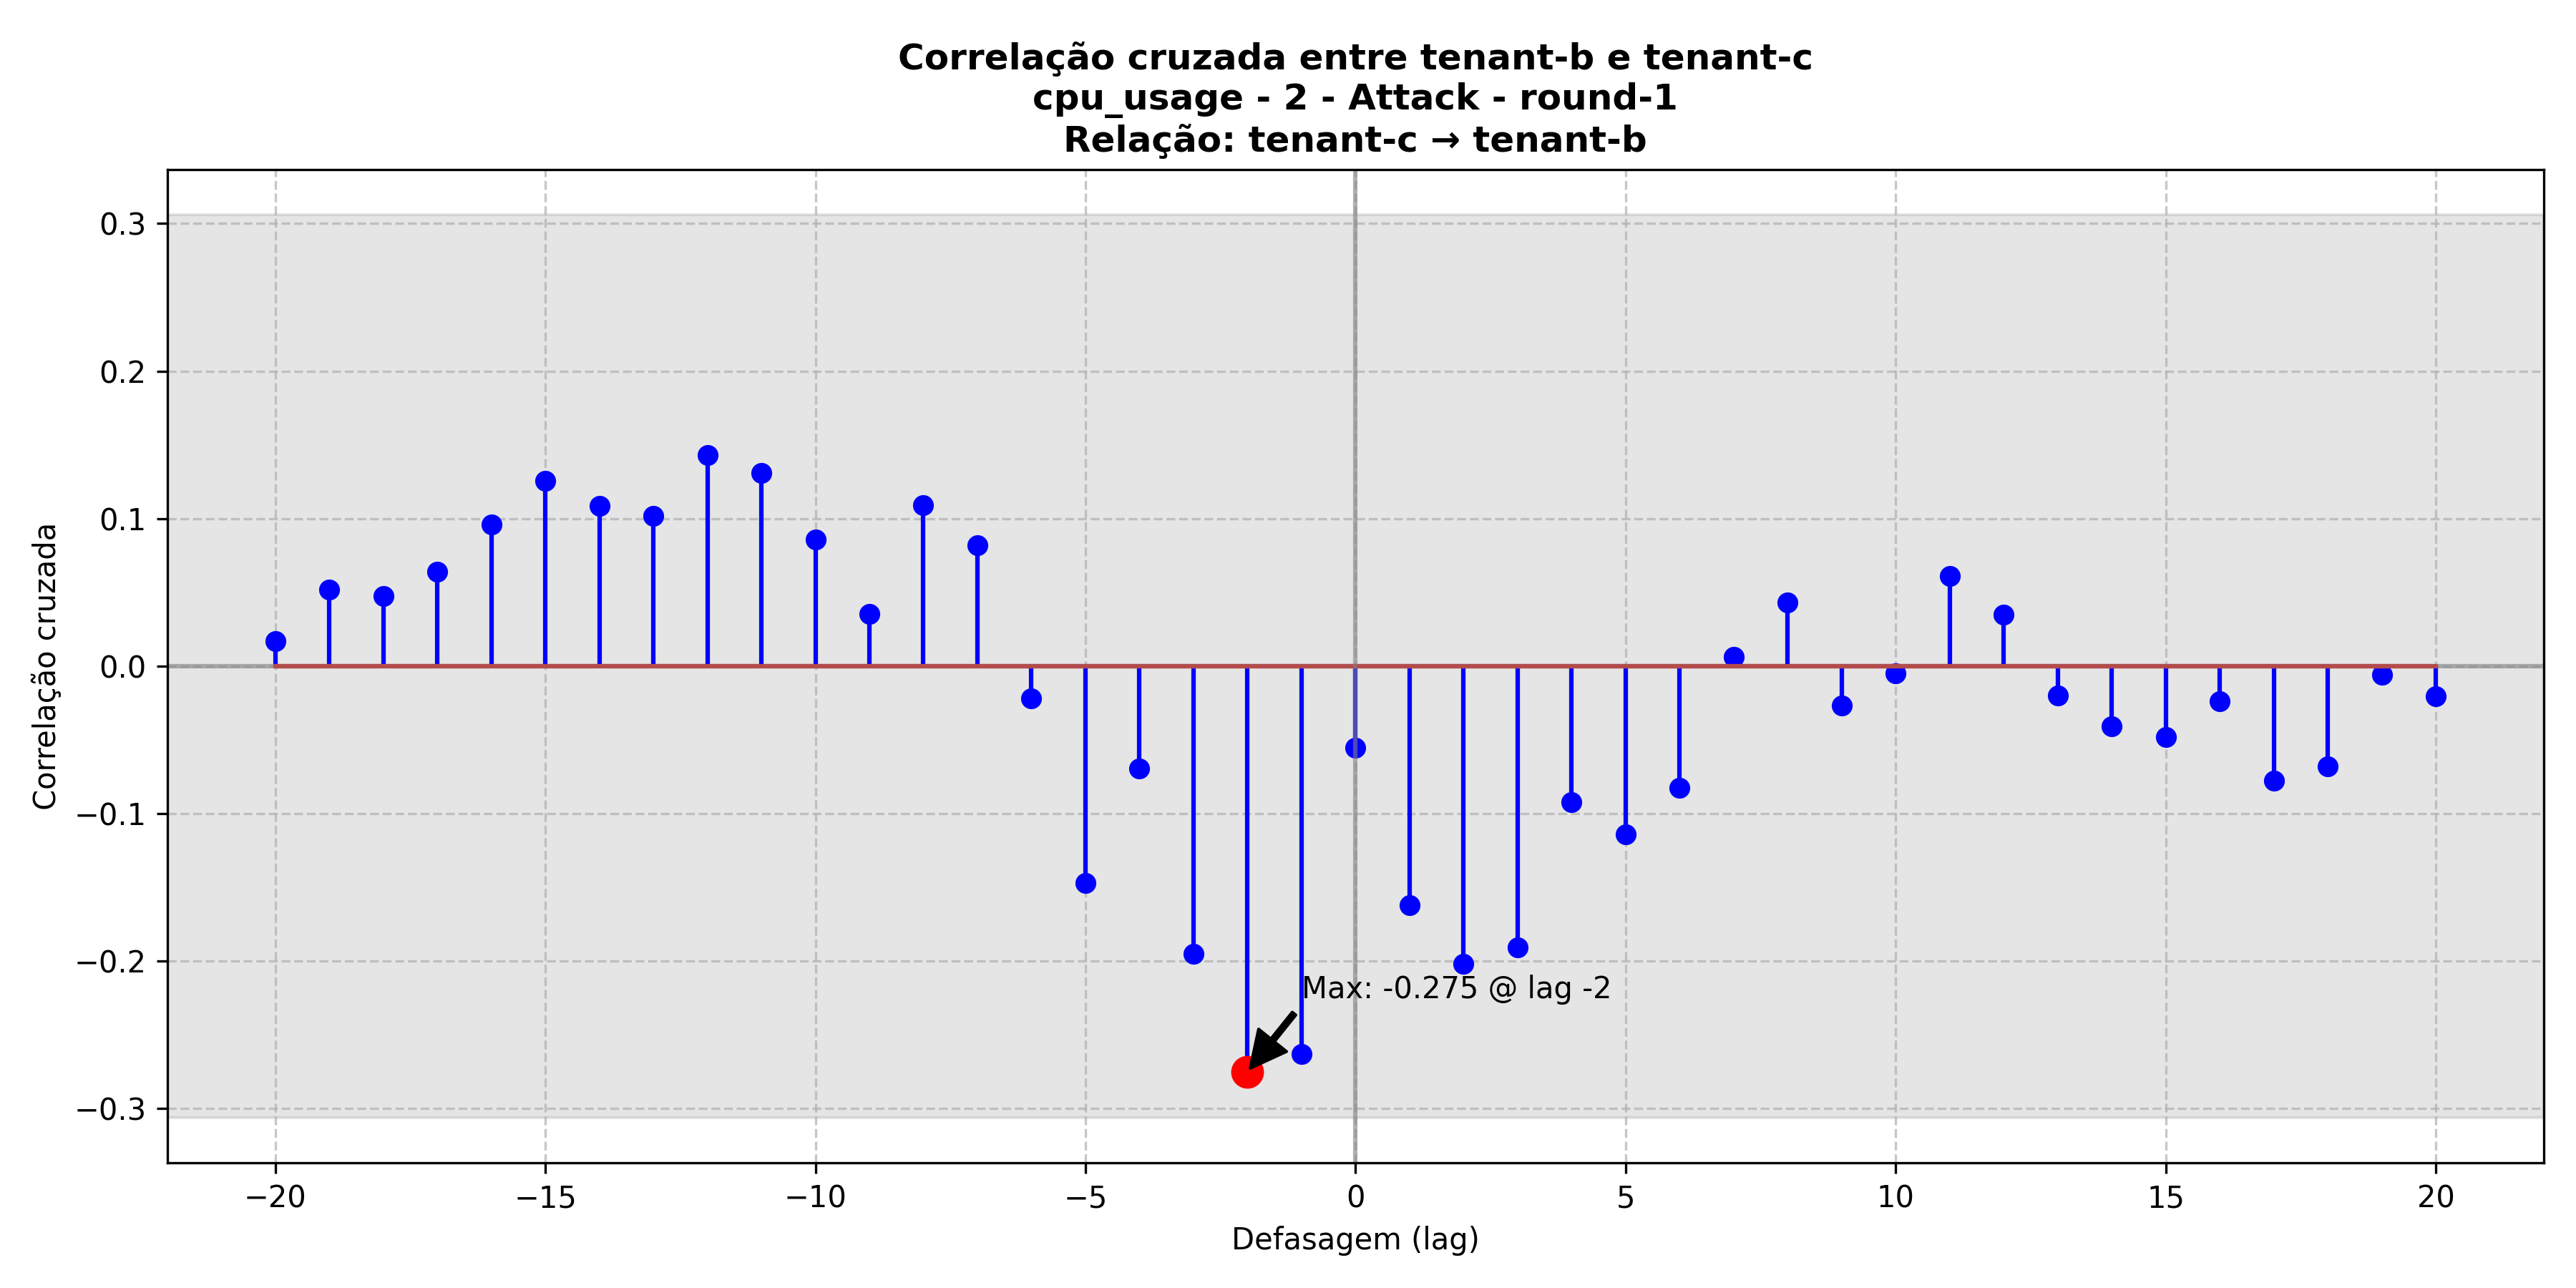 Correlação cruzada entre tenant-b e tenant-c
cpu_usage - 2 - Attack - round-1
Relação: tenant-c → tenant-b
Correlação cruzada
0.3
0.2
0.1
0.0
−0.1
−0.2
−0.3
Max: -0.275 @ lag -2
−20
−15
−10
−5
0
5
10
15
20
Defasagem (lag)